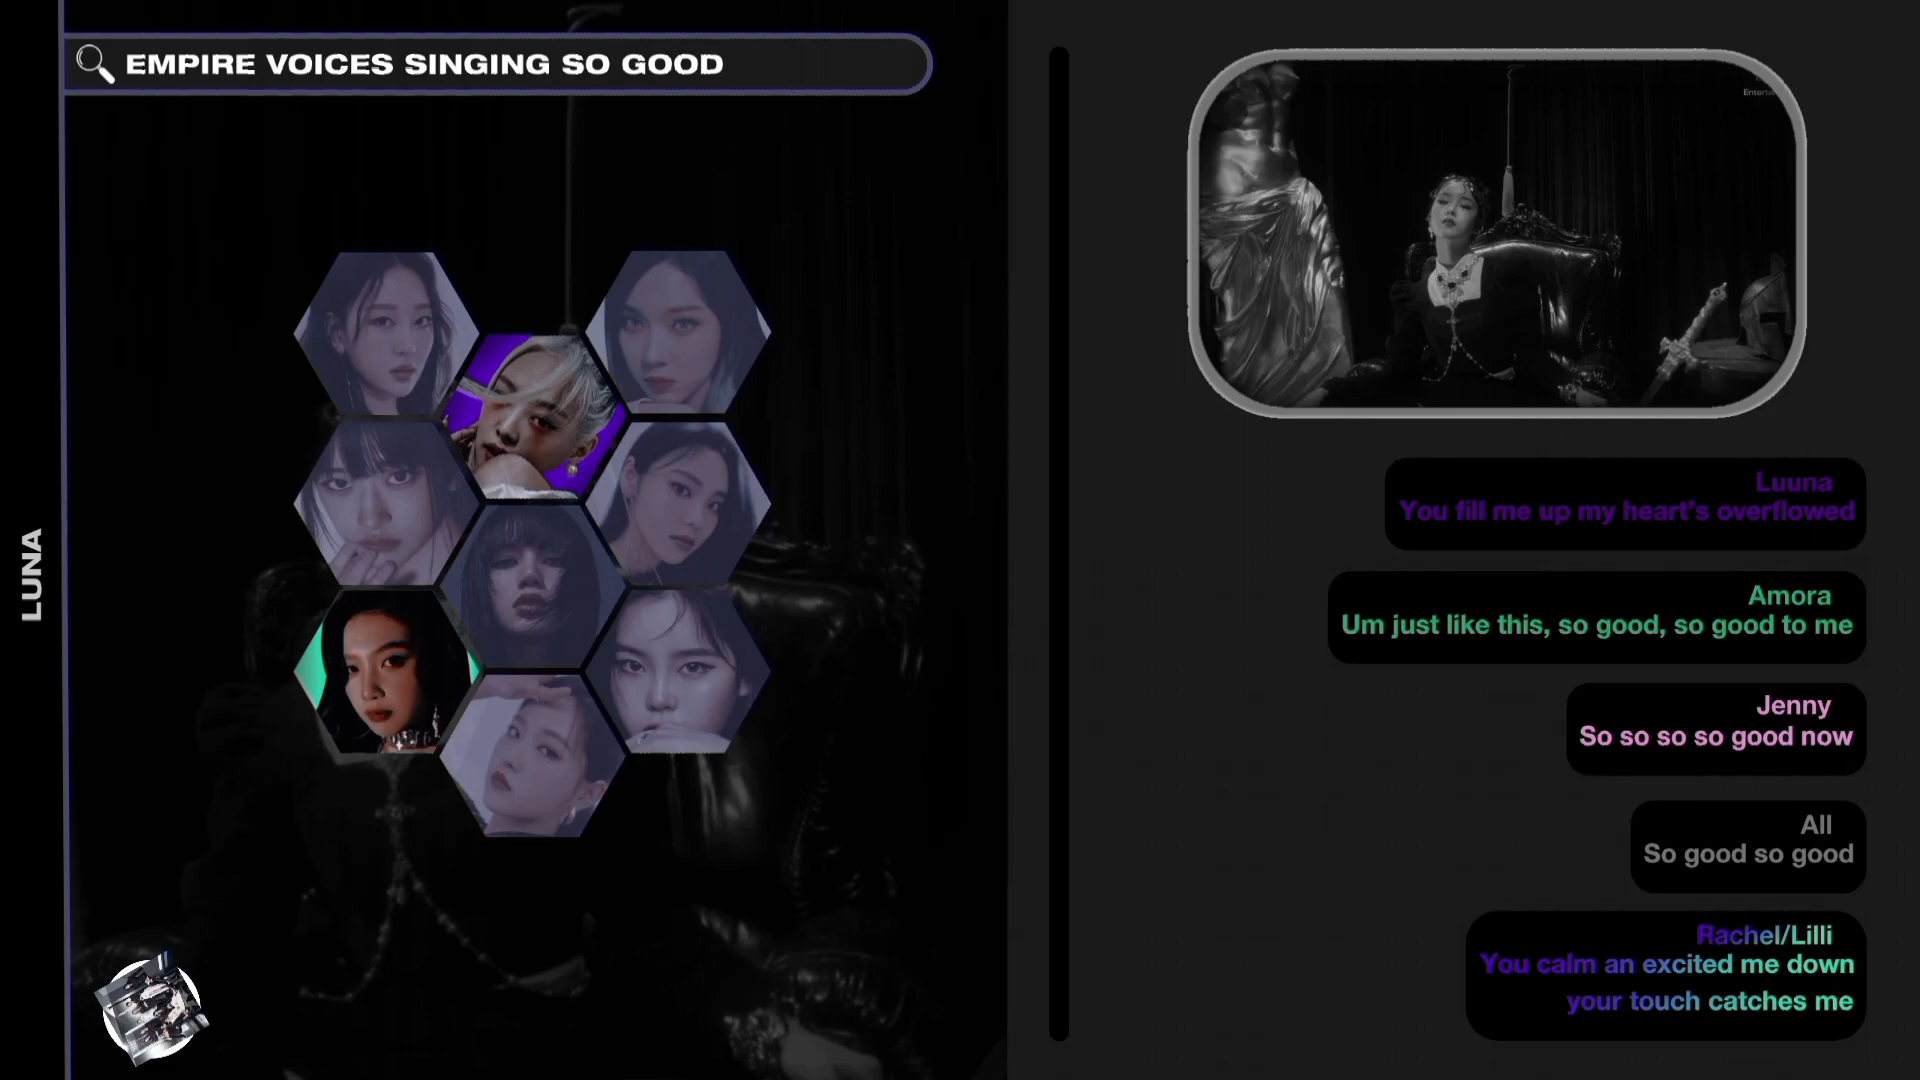 EMPIRE VOICES SINGING SO GOOD
LUNA
Luuna
You fill me up my heart's overflowed
Amora
Um just like this, so good, so good to me
Jenny
So so so so good now
All
So good so good
Rachel/Lilli
You calm an excited me down
your touch catches me